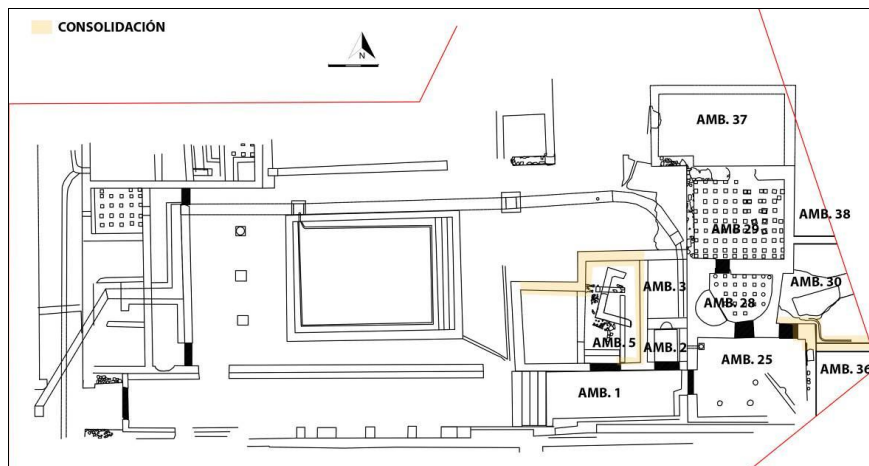 CONSOLIDACIÓN
N
AMB. 37
AMB. 38
AMB. 29
AMB. 3
AMB. 28
AMB. 30
AMB. 5
AMB. 2
AMB. 25
AMB. 36
AMB. 1